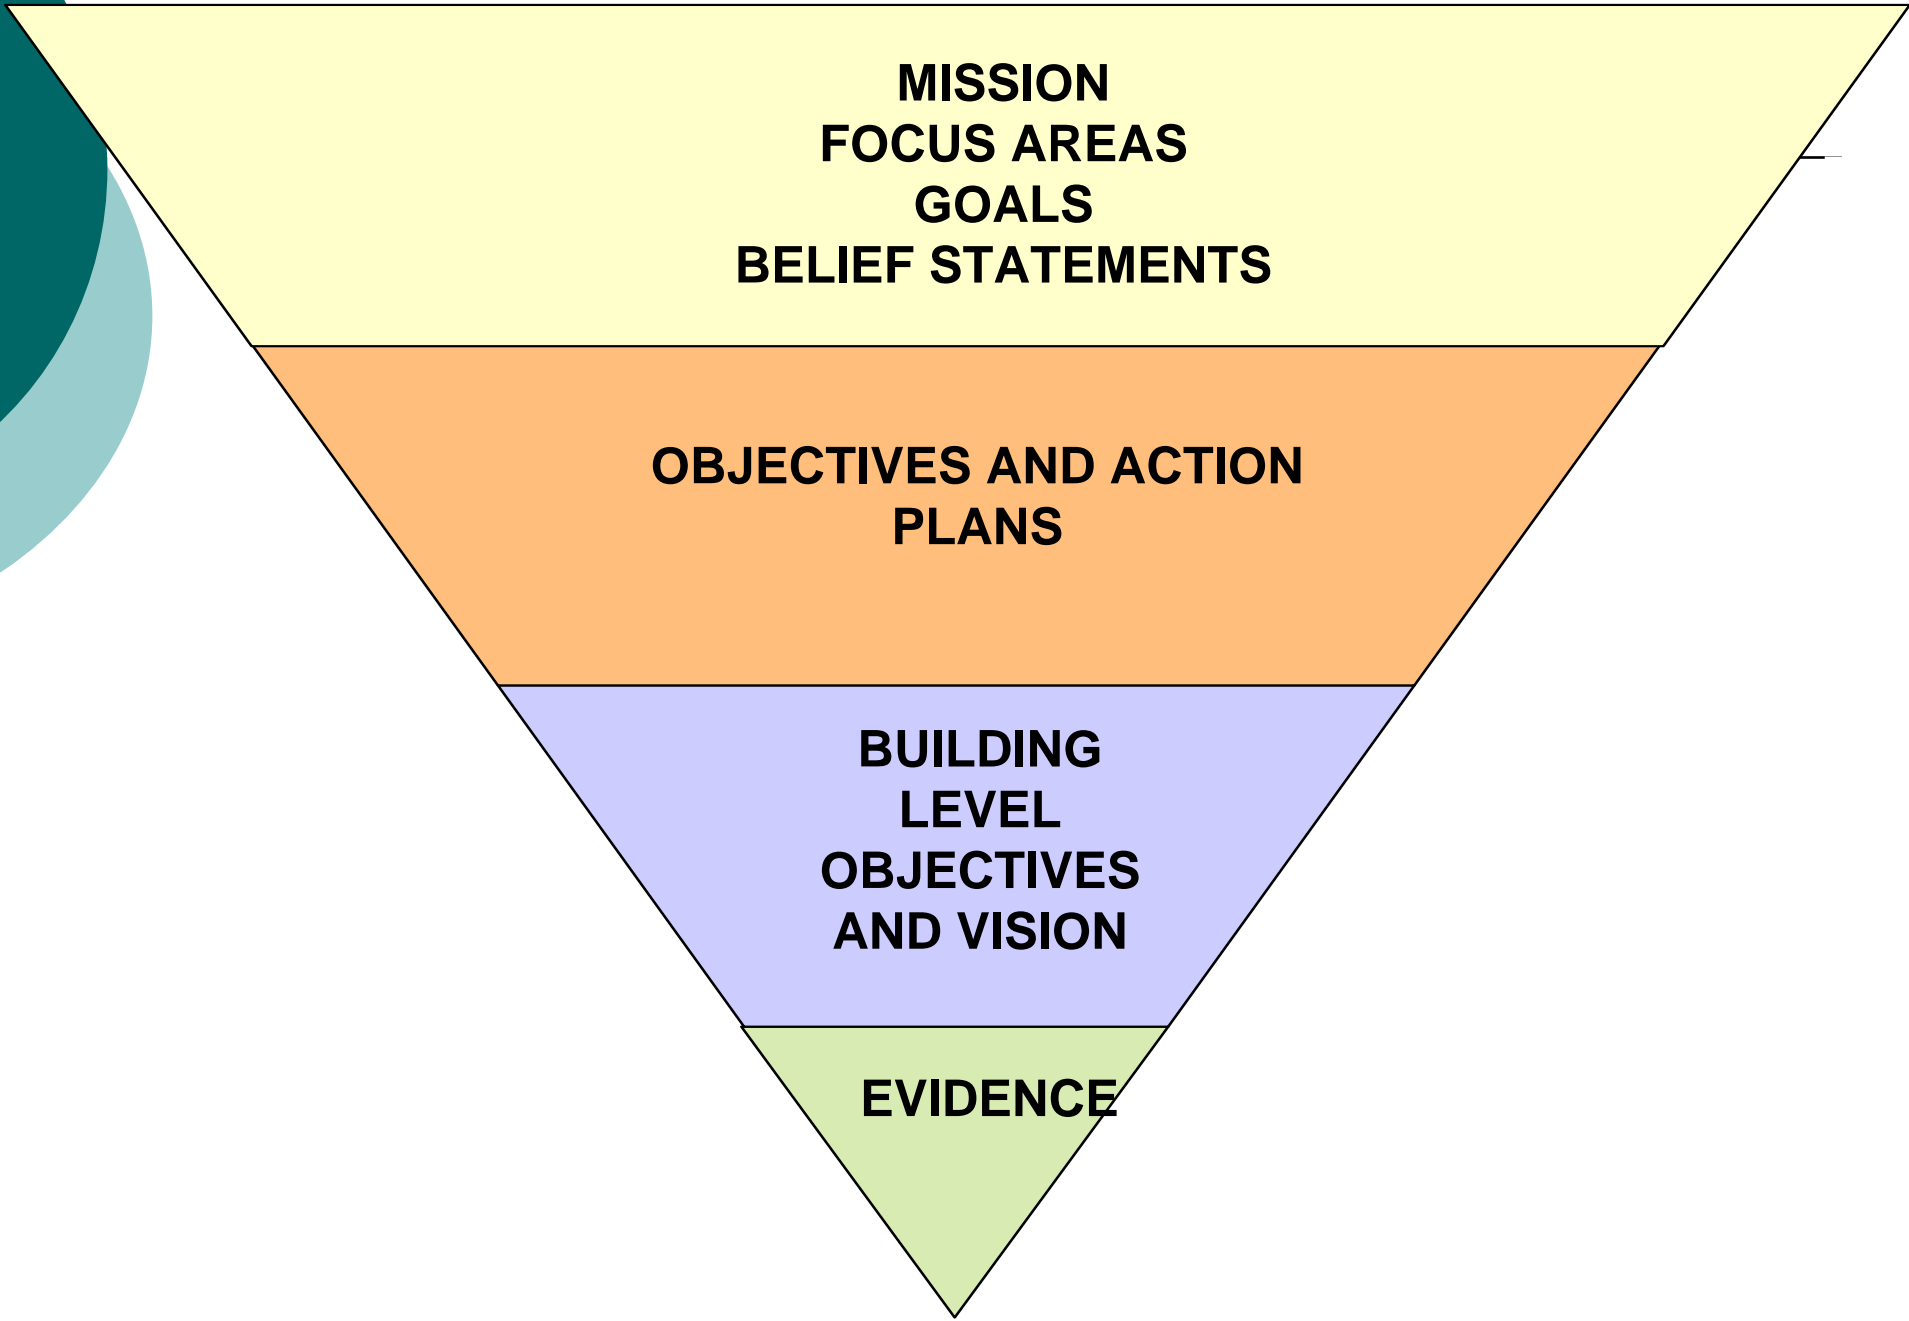 MISSION
FOCUS AREAS
GOALS
BELIEF STATEMENTS
OBJECTIVES AND ACTION
PLANS
BUILDING
LEVEL
OBJECTIVES
AND VISION
EVIDENCE